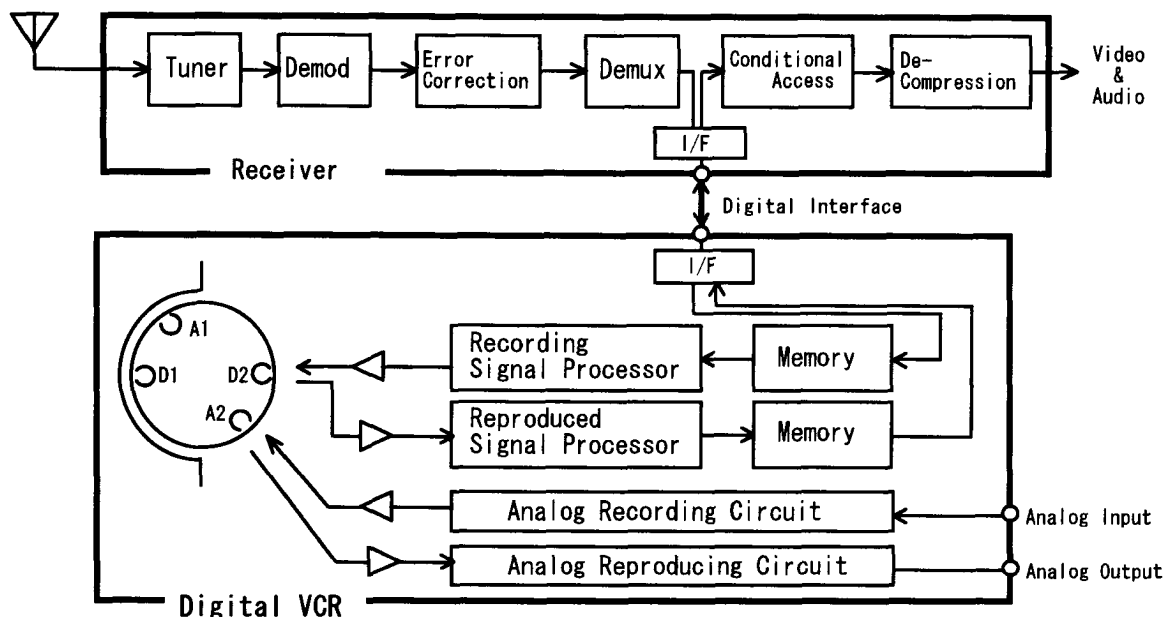 Tuner
Demod
Error
Correction
Demux
Conditional
Access
De-
Compression
Video
&
Audio
I/F
Receiver
Digital Interface
I/F
A1
D1
D2
A2
Recording
Signal Processor
Memory
Reproduced
Signal Processor
Memory
Analog Recording Circuit
Analog Input
Analog Reproducing Circuit
Analog Output
Digital VCR